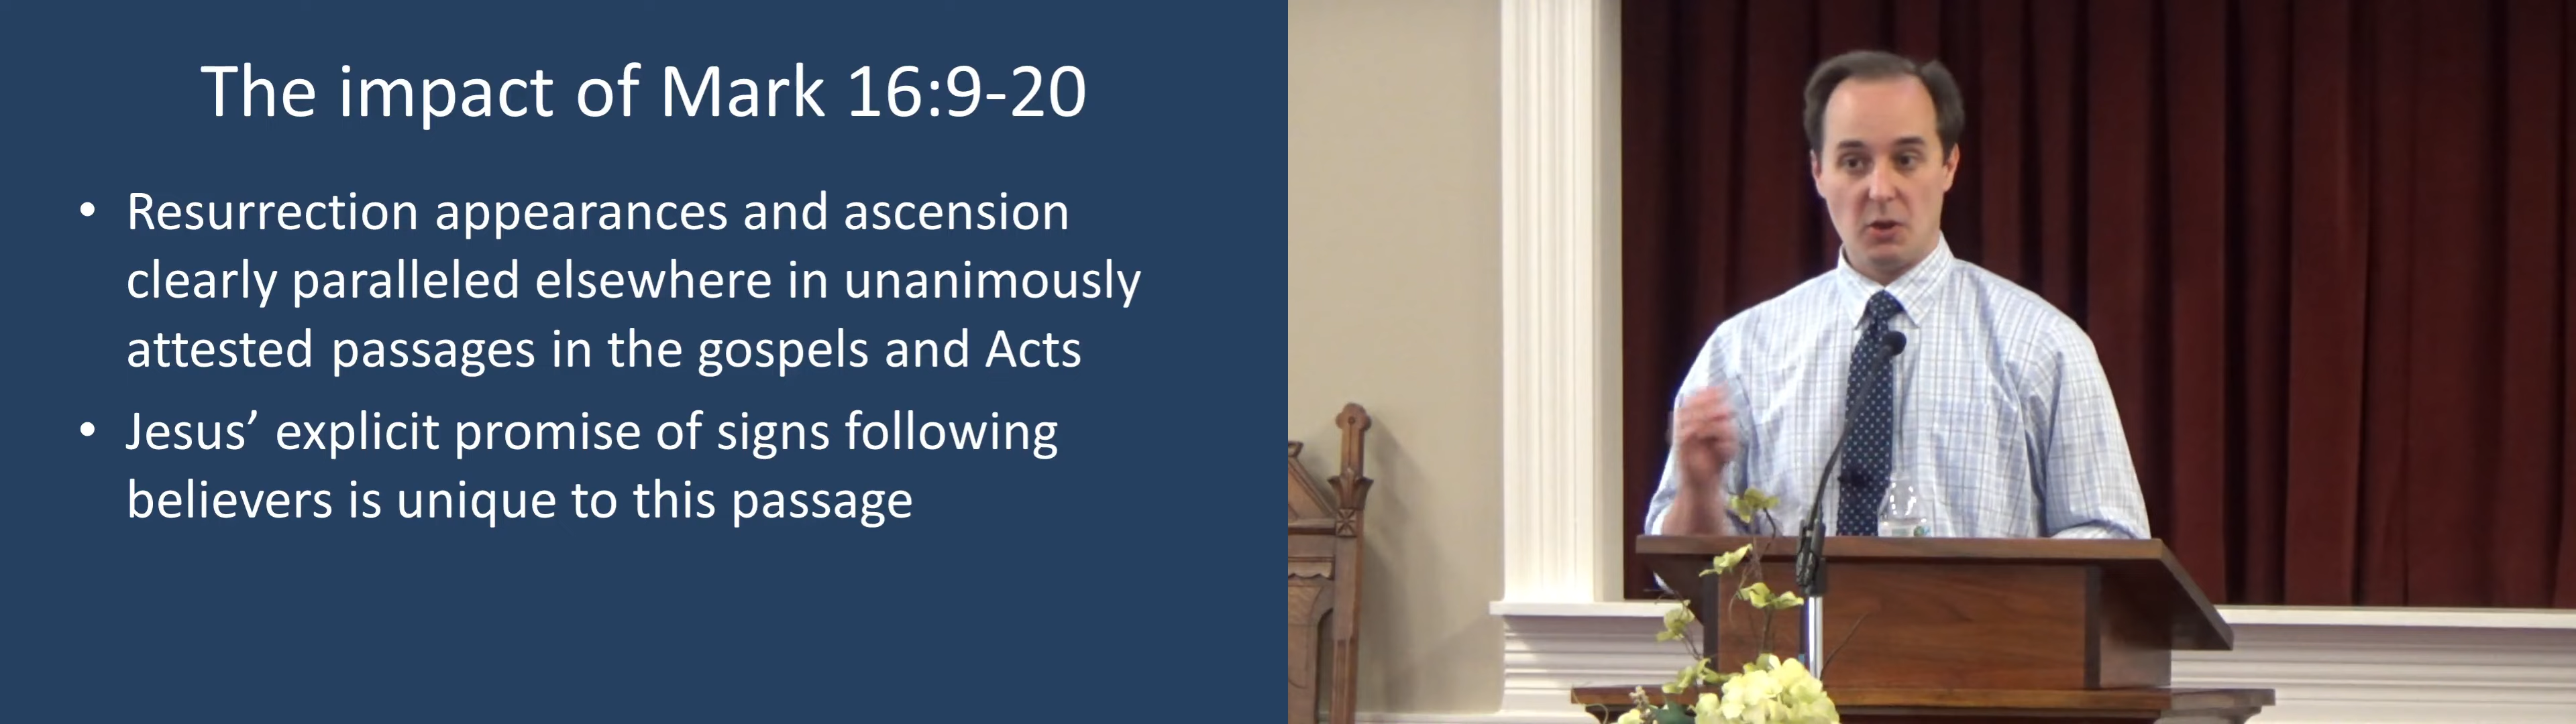 The impact of Mark 16:9-20
• Resurrection appearances and ascension
clearly paralleled elsewhere in unanimously
attested passages in the gospels and Acts
• Jesus’ explicit promise of signs following
believers is unique to this passage